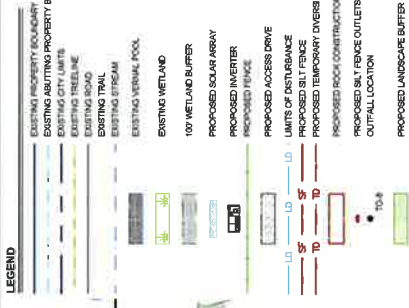 LEGEND
EXISTING PROPERTY BOUNDARY
EXISTING ABUTTING PROPERTY B
EXISTING CITY LIMITS
EXISTING TREELINE
EXISTING ROAD
EXISTING TRAIL
EXISTING STREAM
EXISTING VERNAL POOL
EXISTING WETLAND
100' WETLAND BUFFER
PROPOSED SOLAR ARRAY
PROPOSED INVERTER
PROPOSED FENCE
PROPOSED ACCESS DRIVE
LD LD LD LIMITS OF DISTURBANCE
SF SF PROPOSED SILT FENCE
TD TD PROPOSED TEMPORARY DIVERSI
PROPOSED ROCK CONSTRUCTION
PROPOSED SILT FENCE OUTLETS
TO-8 OUTFALL LOCATION
PROPOSED LANDSCAPE BUFFER